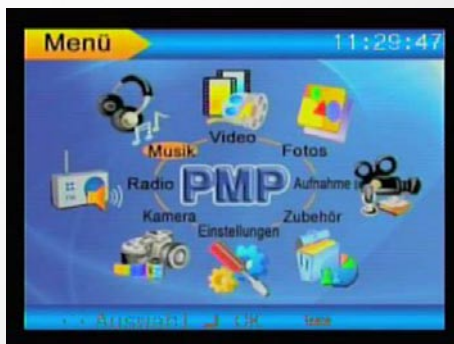 Menü 11:29:47
Video
Musik Fotos
Radio PMP Aufnahme
Kamera Zubehör
Einstellungen
Auswahl OK